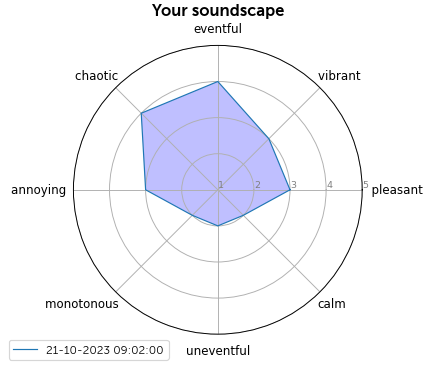 Your soundscape
eventful
chaotic
vibrant
annoying
1 2 3 4 5
pleasant
monotonous
calm
uneventful
21-10-2023 09:02:00